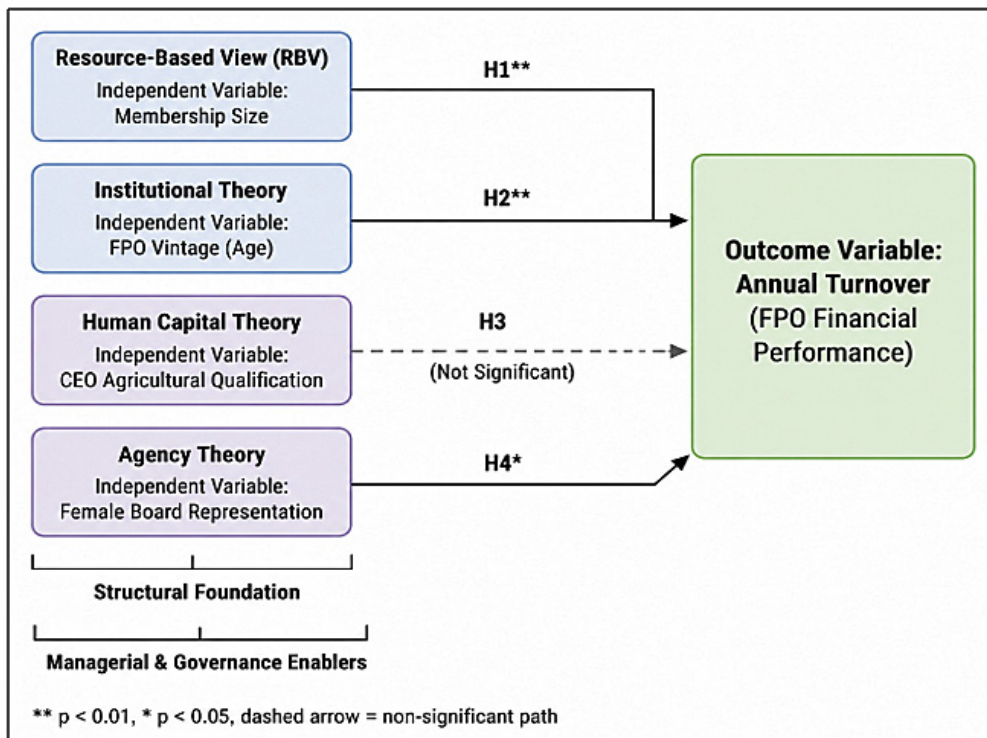 Resource-Based View (RBV)
Independent Variable:
Membership Size
H1**
Institutional Theory
Independent Variable:
FPO Vintage (Age)
H2**
Human Capital Theory
Independent Variable:
CEO Agricultural Qualification
H3
(Not Significant)
Agency Theory
Independent Variable:
Female Board Representation
H4*
Outcome Variable:
Annual Turnover
(FPO Financial
Performance)
Structural Foundation
Managerial & Governance Enablers
** p < 0.01, * p < 0.05, dashed arrow = non-significant path